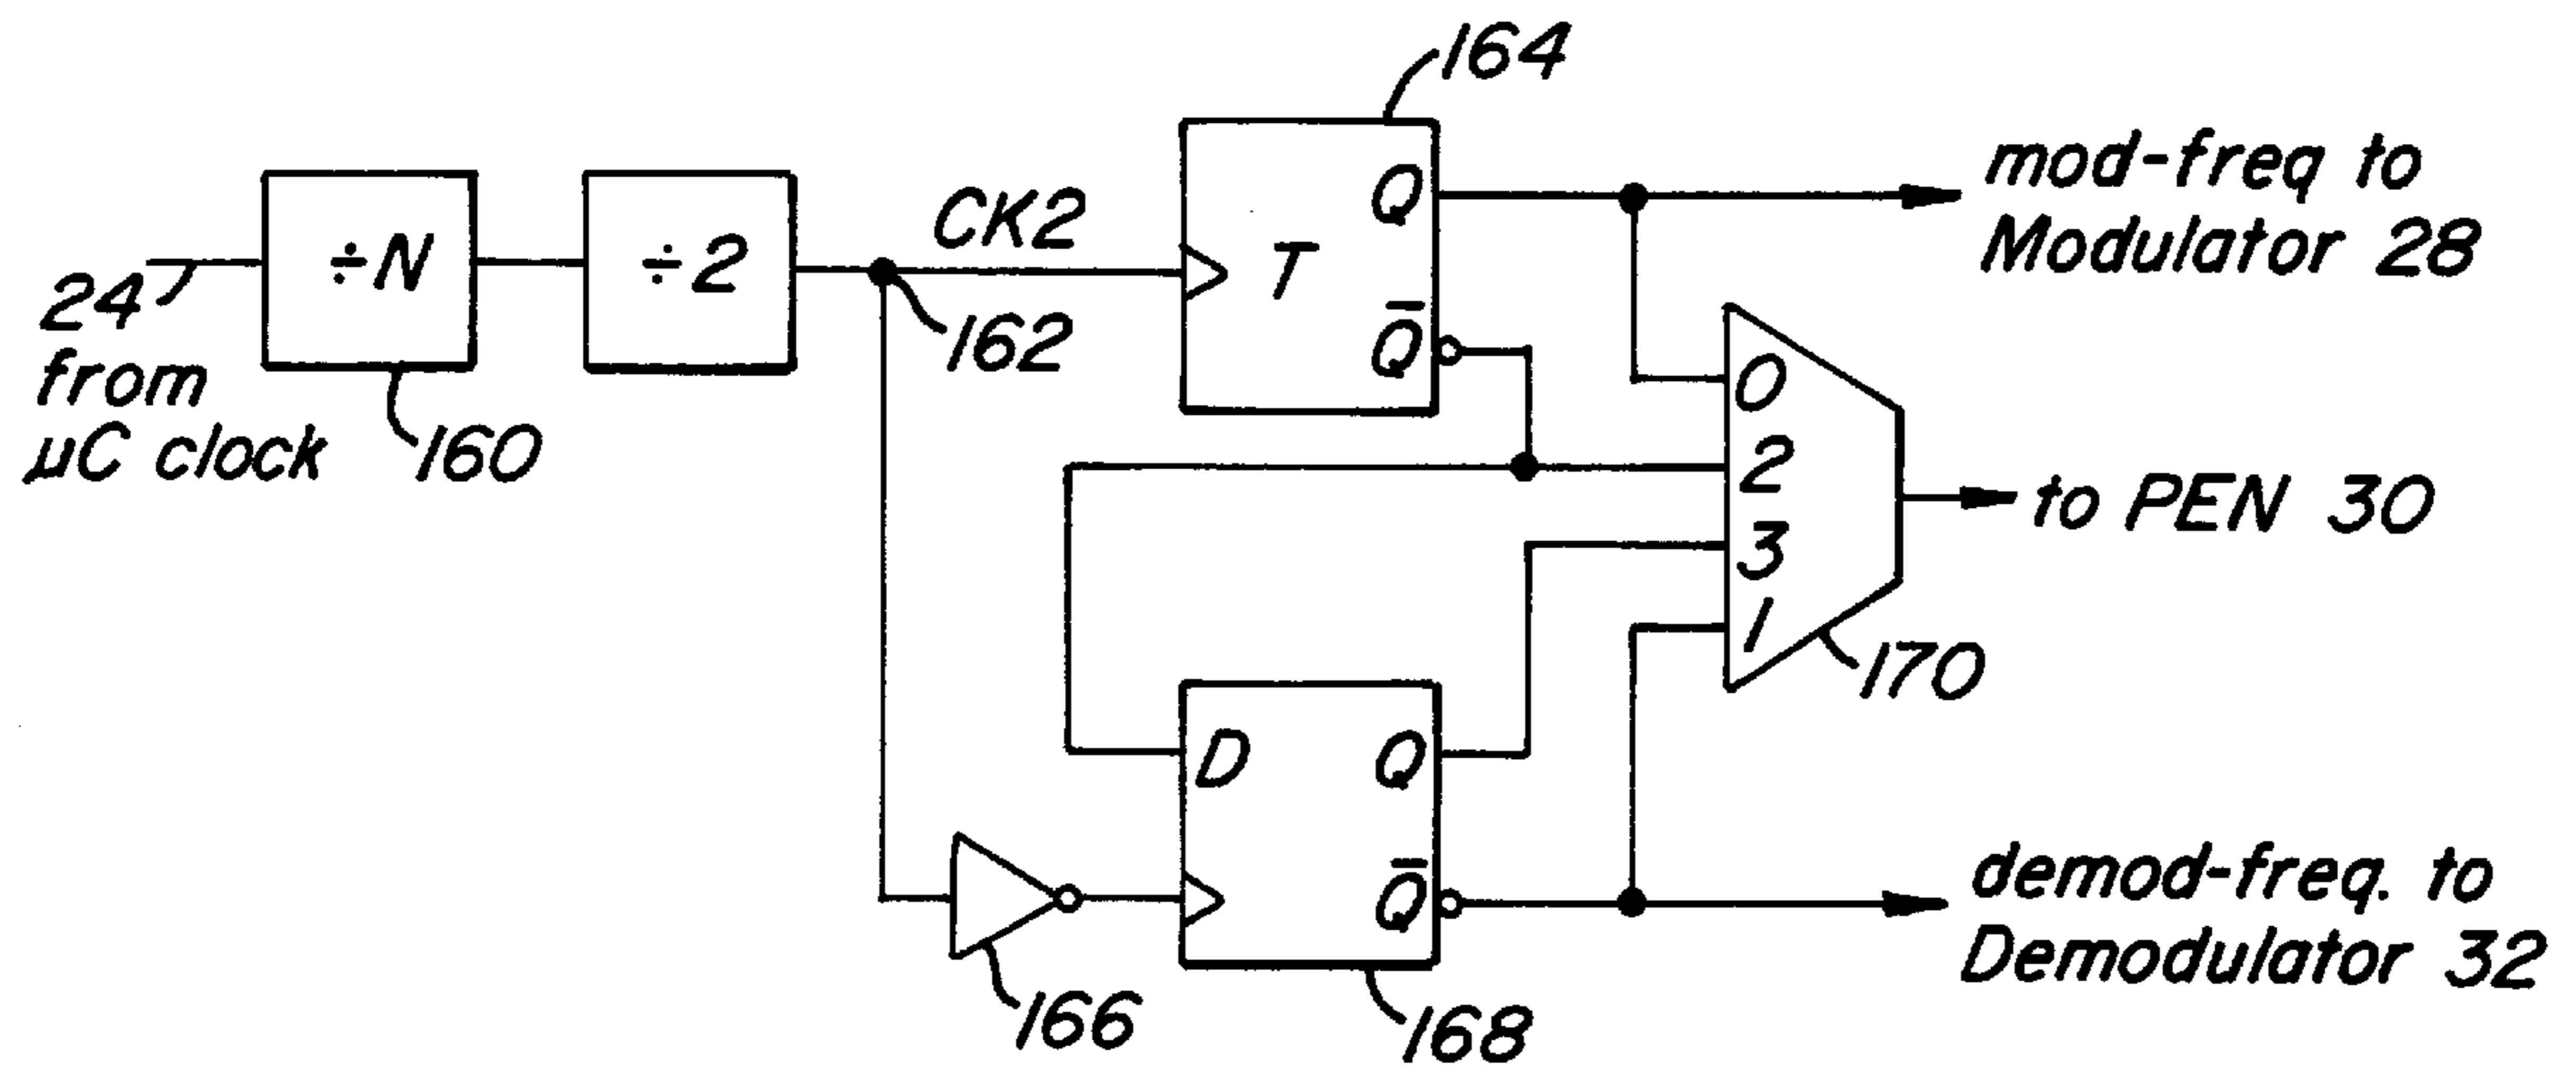 164
mod-freq to
Modulator 28
÷N
÷2
CK2
Q
T
Q̅
24
from
μC clock
160
162
0
2
3
1
to PEN 30
170
D
Q
Q̅
demod-freq. to
Demodulator 32
166
168